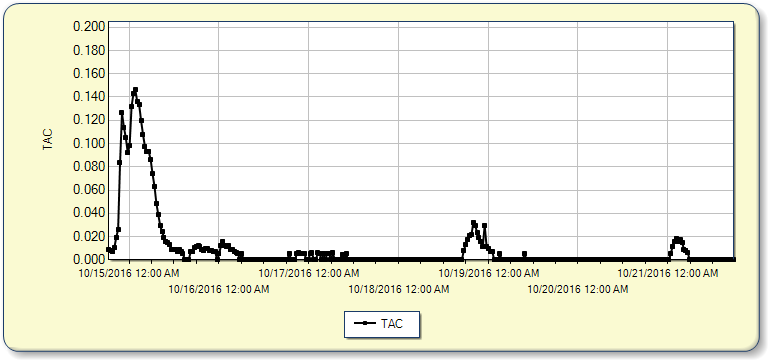 0.200
0.180
0.160
0.140
0.120
0.100
0.080
0.060
0.040
0.020
0.000
TAC
10/15/2016 12:00 AM
10/17/2016 12:00 AM
10/19/2016 12:00 AM
10/21/2016 12:00 AM
10/16/2016 12:00 AM
10/18/2016 12:00 AM
10/20/2016 12:00 AM
TAC